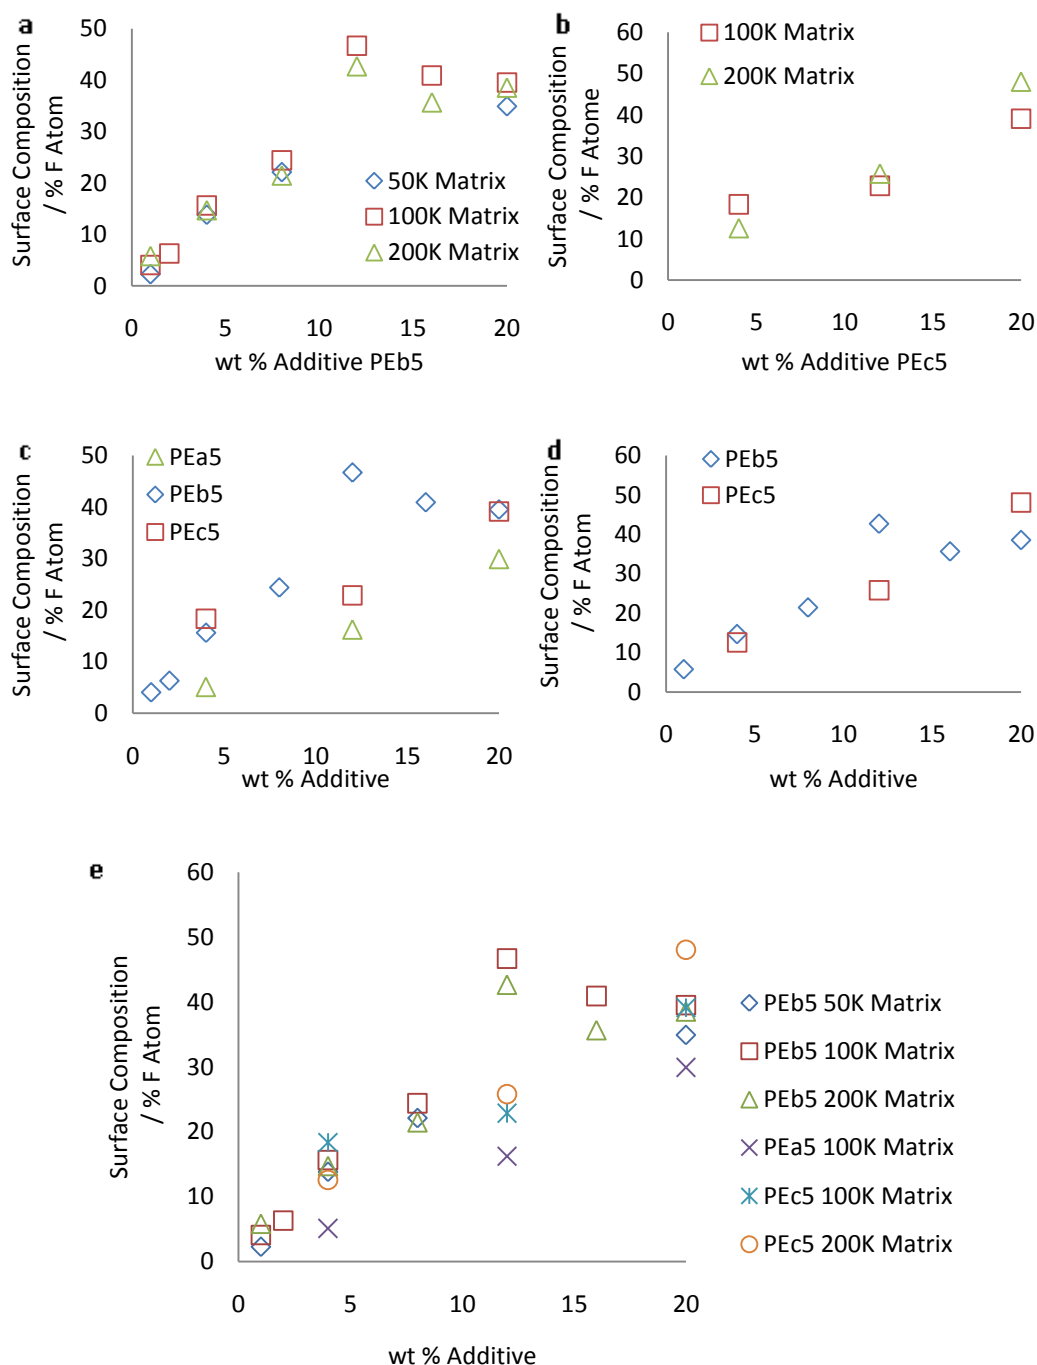 a
Surface Composition
/ % F Atom
50
40
30
20
10
0
0 5 10 15 20
wt % Additive PEb5
50K Matrix
100K Matrix
200K Matrix
b
Surface Composition
/ % F Atome
60
50
40
30
20
10
0
0 5 10 15 20
wt % Additive PEc5
100K Matrix
200K Matrix
c
Surface Composition
/ % F Atom
50
40
30
20
10
0
0 5 10 15 20
wt % Additive
PEa5
PEb5
PEc5
d
Surface Composition
/ % F Atom
60
50
40
30
20
10
0
0 5 10 15 20
wt % Additive
PEb5
PEc5
e
Surface Composition
/ % F Atom
60
50
40
30
20
10
0
0 5 10 15 20
wt % Additive
PEb5 50K Matrix
PEb5 100K Matrix
PEb5 200K Matrix
PEa5 100K Matrix
PEc5 100K Matrix
PEc5 200K Matrix